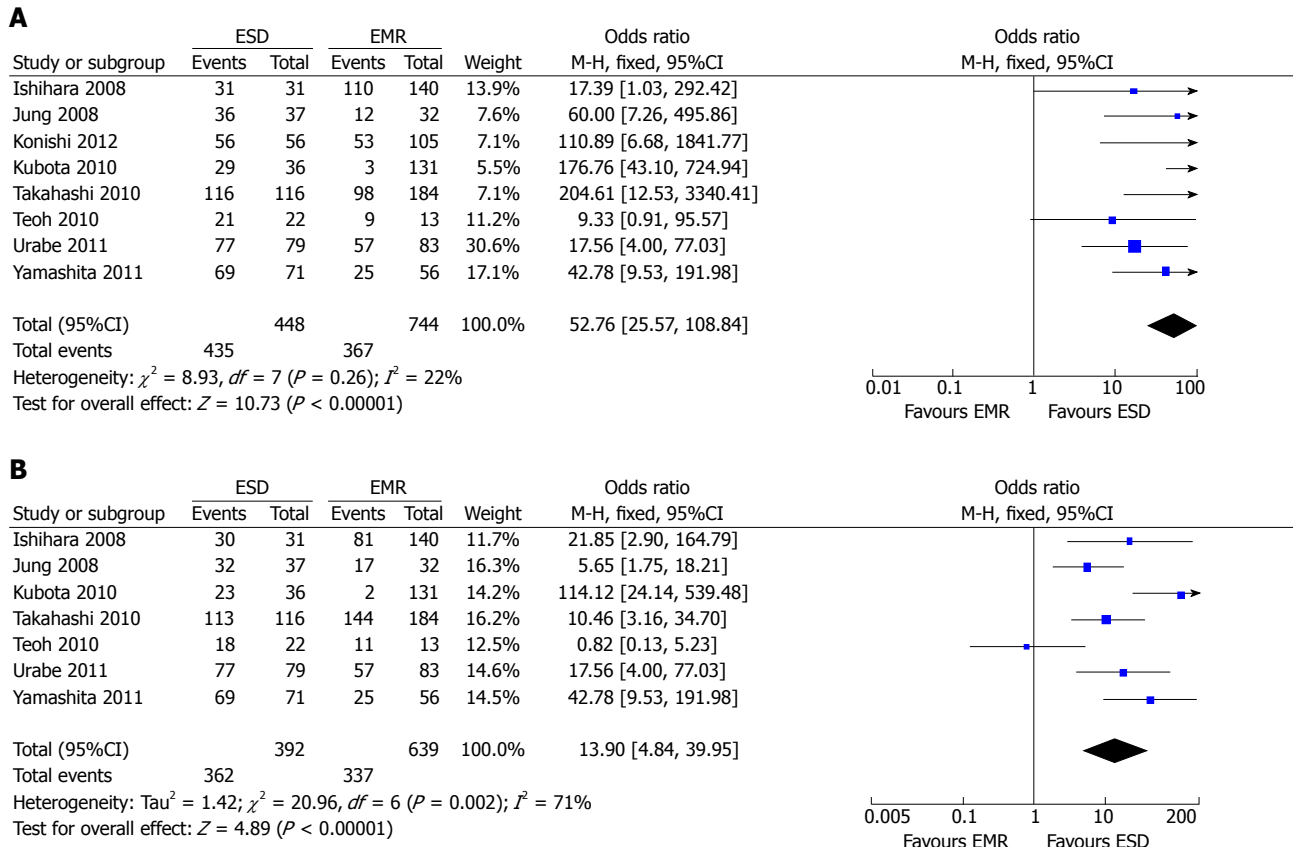 A
ESD EMR Odds ratio Odds ratio
Study or subgroup Events Total Events Total Weight M-H, fixed, 95%CI M-H, fixed, 95%CI
Ishihara 2008 31 31 110 140 13.9% 17.39 [1.03, 292.42]
Jung 2008 36 37 12 32 7.6% 60.00 [7.26, 495.86]
Konishi 2012 56 56 53 105 7.1% 110.89 [6.68, 1841.77]
Kubota 2010 29 36 3 131 5.5% 176.76 [43.10, 724.94]
Takahashi 2010 116 116 98 184 7.1% 204.61 [12.53, 3340.41]
Teoh 2010 21 22 9 13 11.2% 9.33 [0.91, 95.57]
Urabe 2011 77 79 57 83 30.6% 17.56 [4.00, 77.03]
Yamashita 2011 69 71 25 56 17.1% 42.78 [9.53, 191.98]
Total (95%CI) 448 744 100.0% 52.76 [25.57, 108.84]
Total events 435 367
Heterogeneity: χ² = 8.93, df = 7 (P = 0.26); I² = 22%
Test for overall effect: Z = 10.73 (P < 0.00001)
0.01 0.1 1 10 100
Favours EMR Favours ESD
B
ESD EMR Odds ratio Odds ratio
Study or subgroup Events Total Events Total Weight M-H, fixed, 95%CI M-H, fixed, 95%CI
Ishihara 2008 30 31 81 140 11.7% 21.85 [2.90, 164.79]
Jung 2008 32 37 17 32 16.3% 5.65 [1.75, 18.21]
Kubota 2010 23 36 2 131 14.2% 114.12 [24.14, 539.48]
Takahashi 2010 113 116 144 184 16.2% 10.46 [3.16, 34.70]
Teoh 2010 18 22 11 13 12.5% 0.82 [0.13, 5.23]
Urabe 2011 77 79 57 83 14.6% 17.56 [4.00, 77.03]
Yamashita 2011 69 71 25 56 14.5% 42.78 [9.53, 191.98]
Total (95%CI) 392 639 100.0% 13.90 [4.84, 39.95]
Total events 362 337
Heterogeneity: Tau² = 1.42; χ² = 20.96, df = 6 (P = 0.002); I² = 71%
Test for overall effect: Z = 4.89 (P < 0.00001)
0.005 0.1 1 10 200
Favours EMR Favours ESD